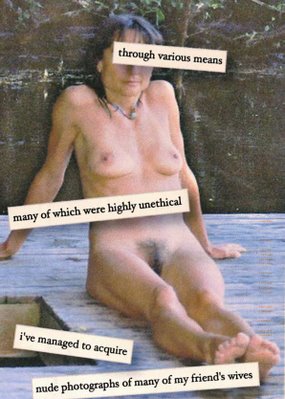 through various means
many of which were highly unethical
i've managed to acquire
nude photographs of many of my friend's wives